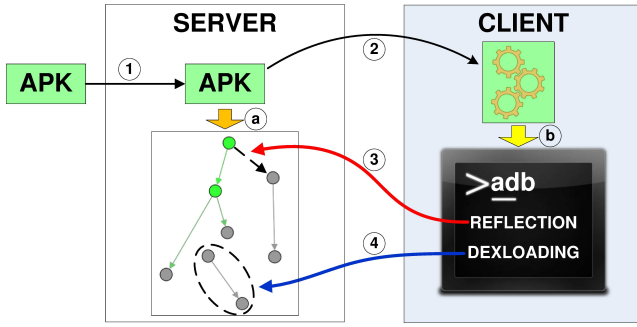 SERVER
CLIENT
APK
1
APK
2
a
b
3
>adb
REFLECTION
4
DEXLOADING